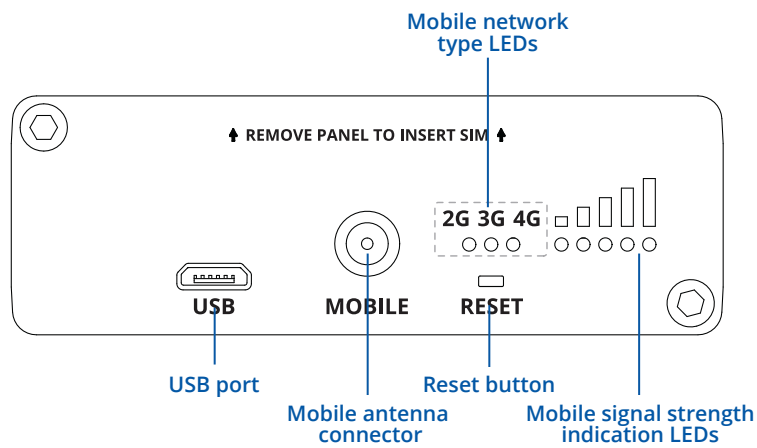 Mobile network
type LEDs
REMOVE PANEL TO INSERT SIM
2G 3G 4G
USB
MOBILE
RESET
USB port
Reset button
Mobile antenna
connector
Mobile signal strength
indication LEDs